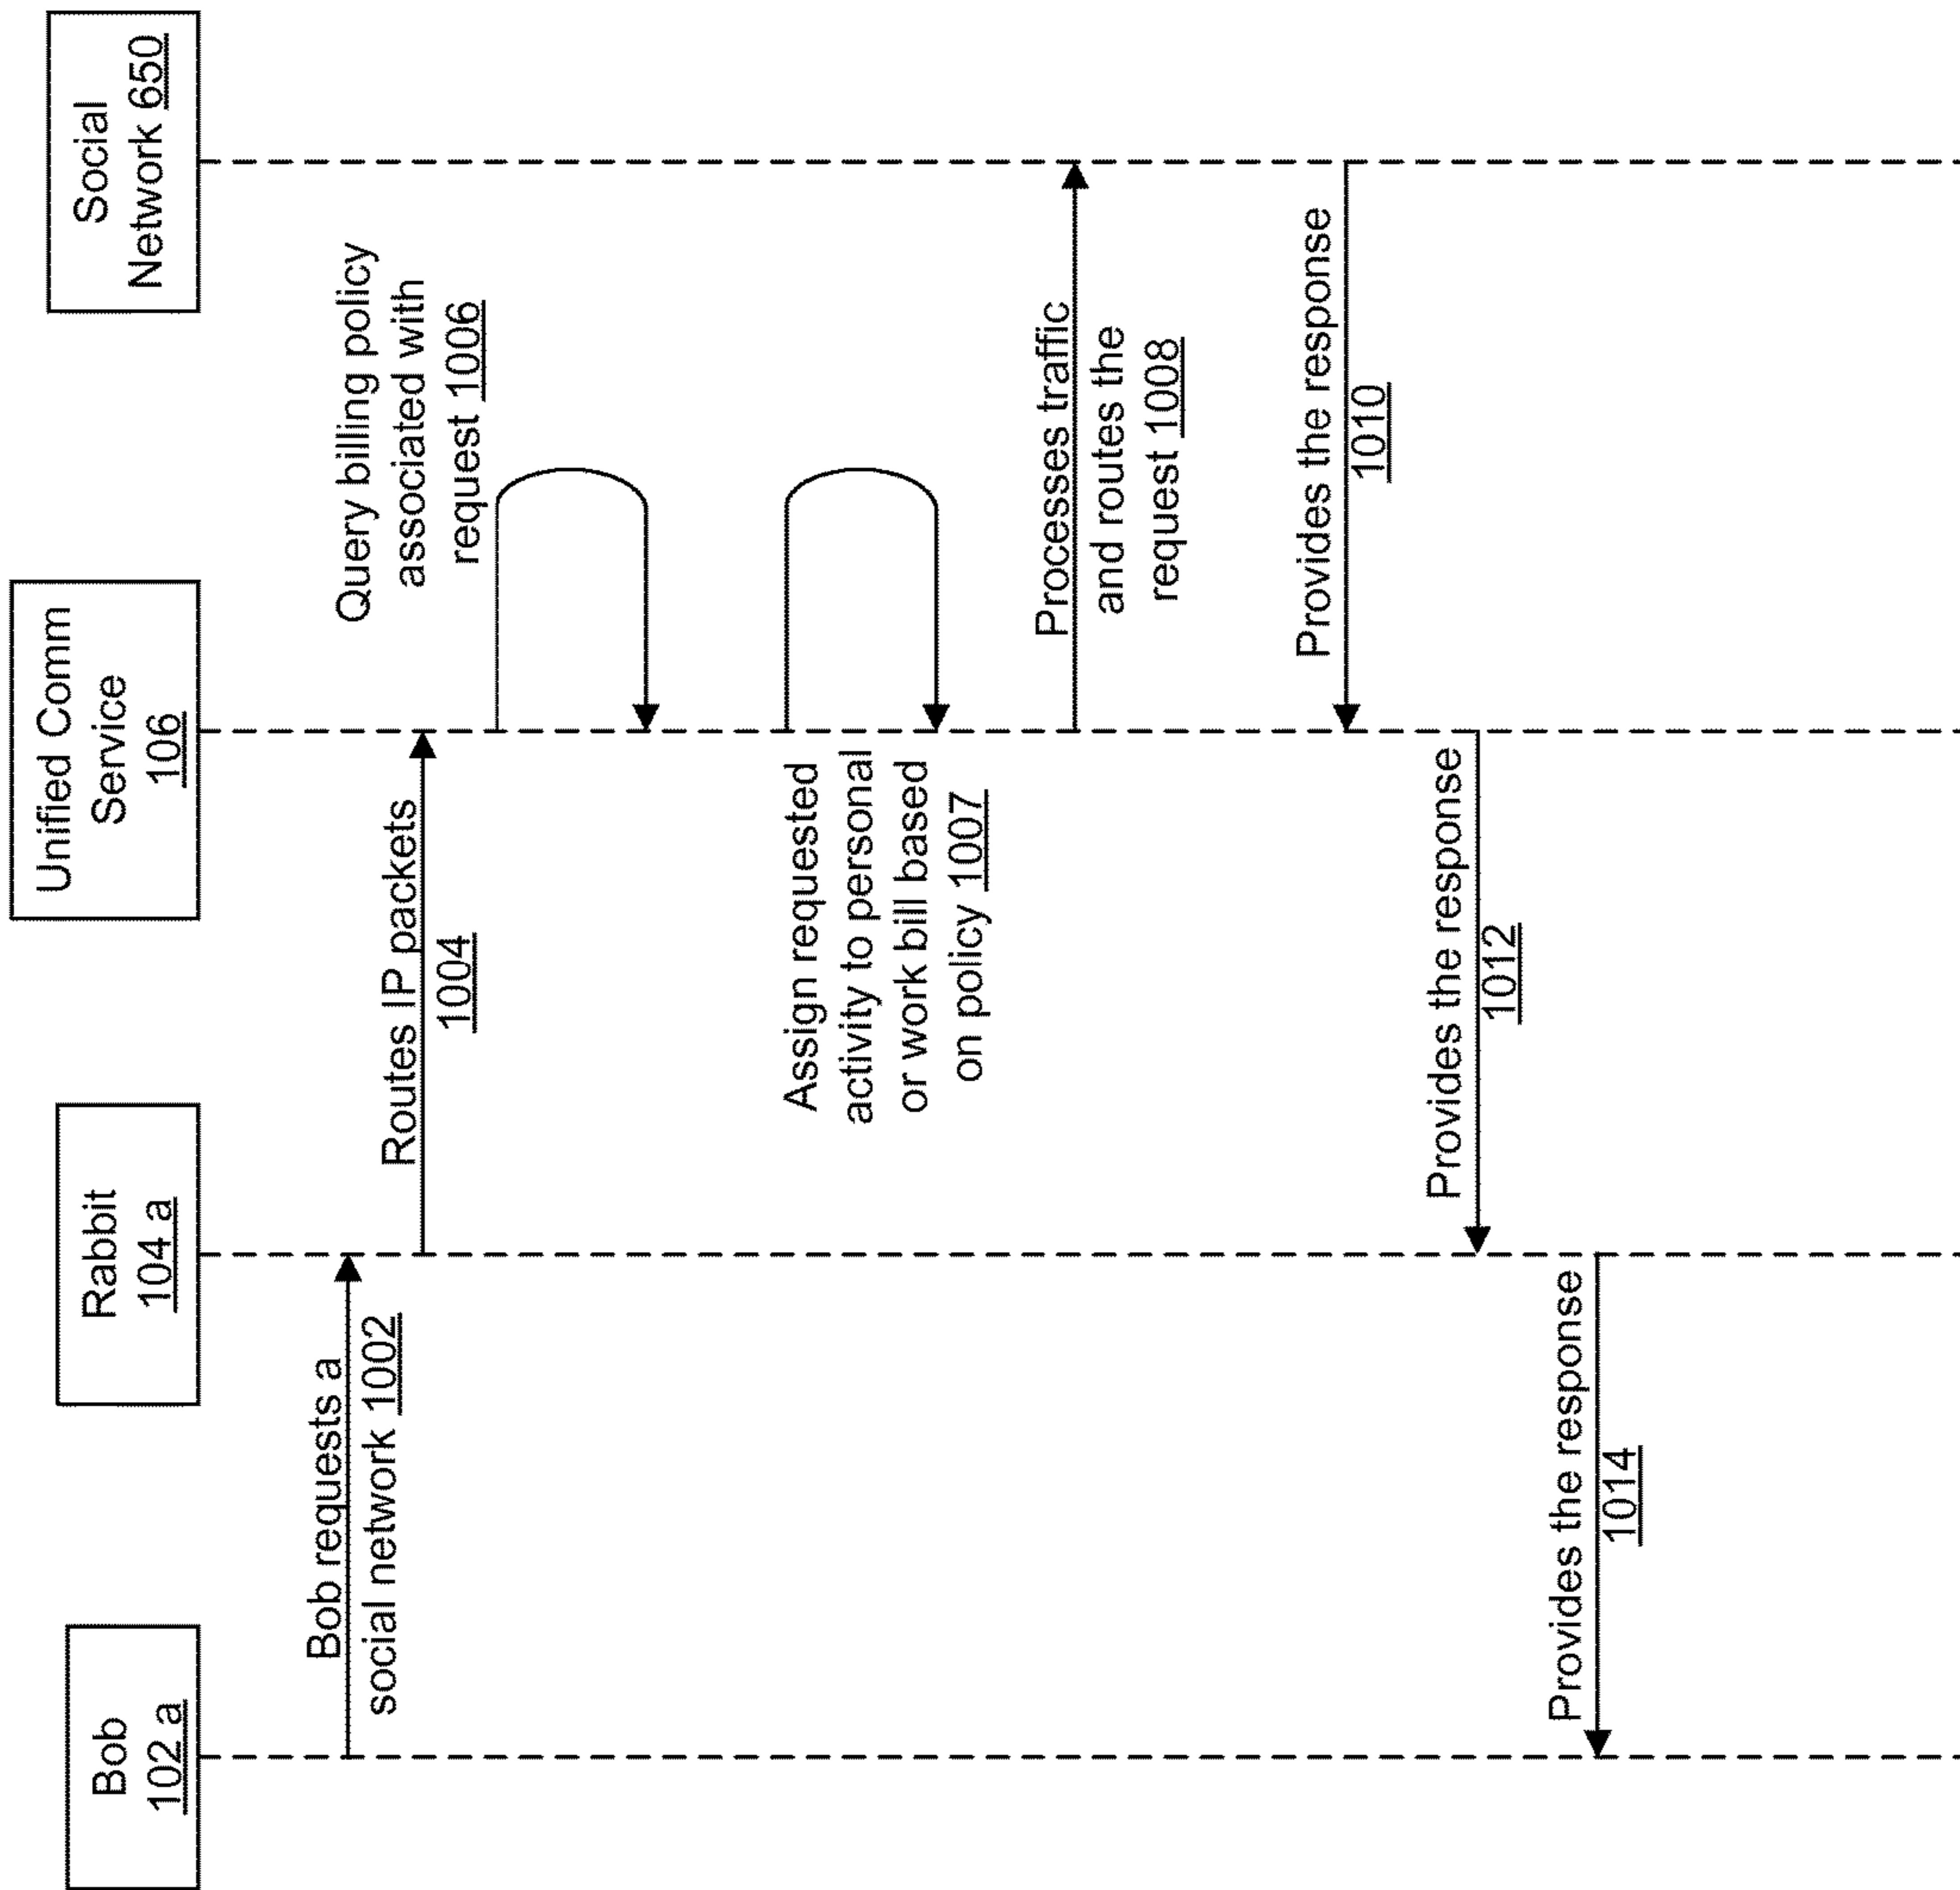 Bob
102 a
Rabbit
104 a
Unified Comm
Service
106
Social
Network 650
Bob requests a
social network 1002
Routes IP packets
1004
Query billing policy
associated with
request 1006
Assign requested
activity to personal
or work bill based
on policy 1007
Processes traffic
and routes the
request 1008
Provides the response
1010
Provides the response
1012
Provides the response
1014